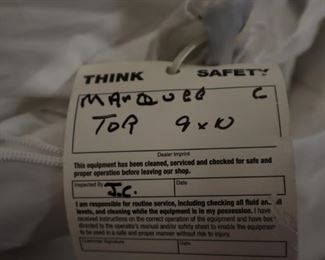 THINK SAFETY
MARQUEE C
TOP 9x10
Dealer Imprint
This equipment has been cleaned, serviced and checked for safe and
proper operation before leaving our shop.
Inspected By J.C. Date
I am responsible for routine service, including checking all fluid an
levels, and cleaning while the equipment is in my possession. I have
received instructions on the correct operation of the equipment and have
been directed to the operator's manual and/or safety sheet to enable the equipmen
to be used in a safe and proper manner without risk to injury.
Customer Signature Date